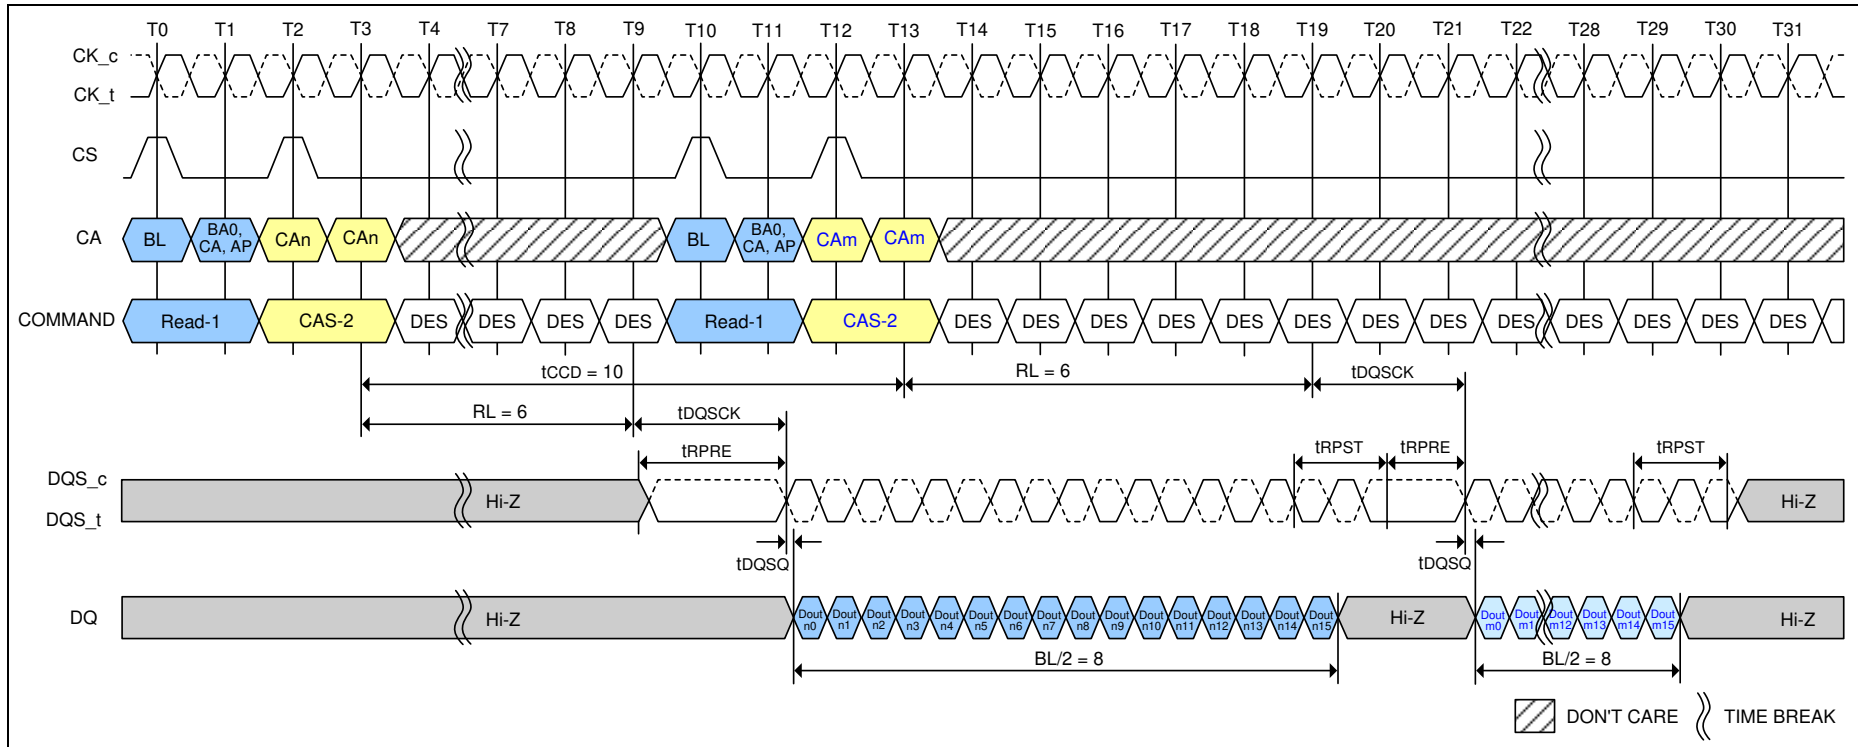 T0 T1 T2 T3 T4 T7 T8 T9 T10 T11 T12 T13 T14 T15 T16 T17 T18 T19 T20 T21 T22 T28 T29 T30 T31
CK_c
CK_t
CS
CA BL BA0, CA, AP CAn CAn BL BA0, CA, AP CAm CAm
COMMAND Read-1 CAS-2 DES DES DES DES Read-1 CAS-2 DES DES DES DES DES DES DES DES DES DES DES DES DES
tCCD = 10 RL = 6 tDQSCK
RL = 6 tDQSCK
tRPRE tRPST tRPRE tRPST
DQS_c
Hi-Z Hi-Z
DQS_t
tDQSQ tDQSQ
DQ Hi-Z Dout n0 Dout n1 Dout n2 Dout n3 Dout n4 Dout n5 Dout n6 Dout n7 Dout n8 Dout n9 Dout n10 Dout n11 Dout n12 Dout n13 Dout n14 Dout n15 Hi-Z Dout m0 Dout m1 Dout m12 Dout m13 Dout m14 Dout m15 Hi-Z
BL/2 = 8 BL/2 = 8
DON'T CARE TIME BREAK